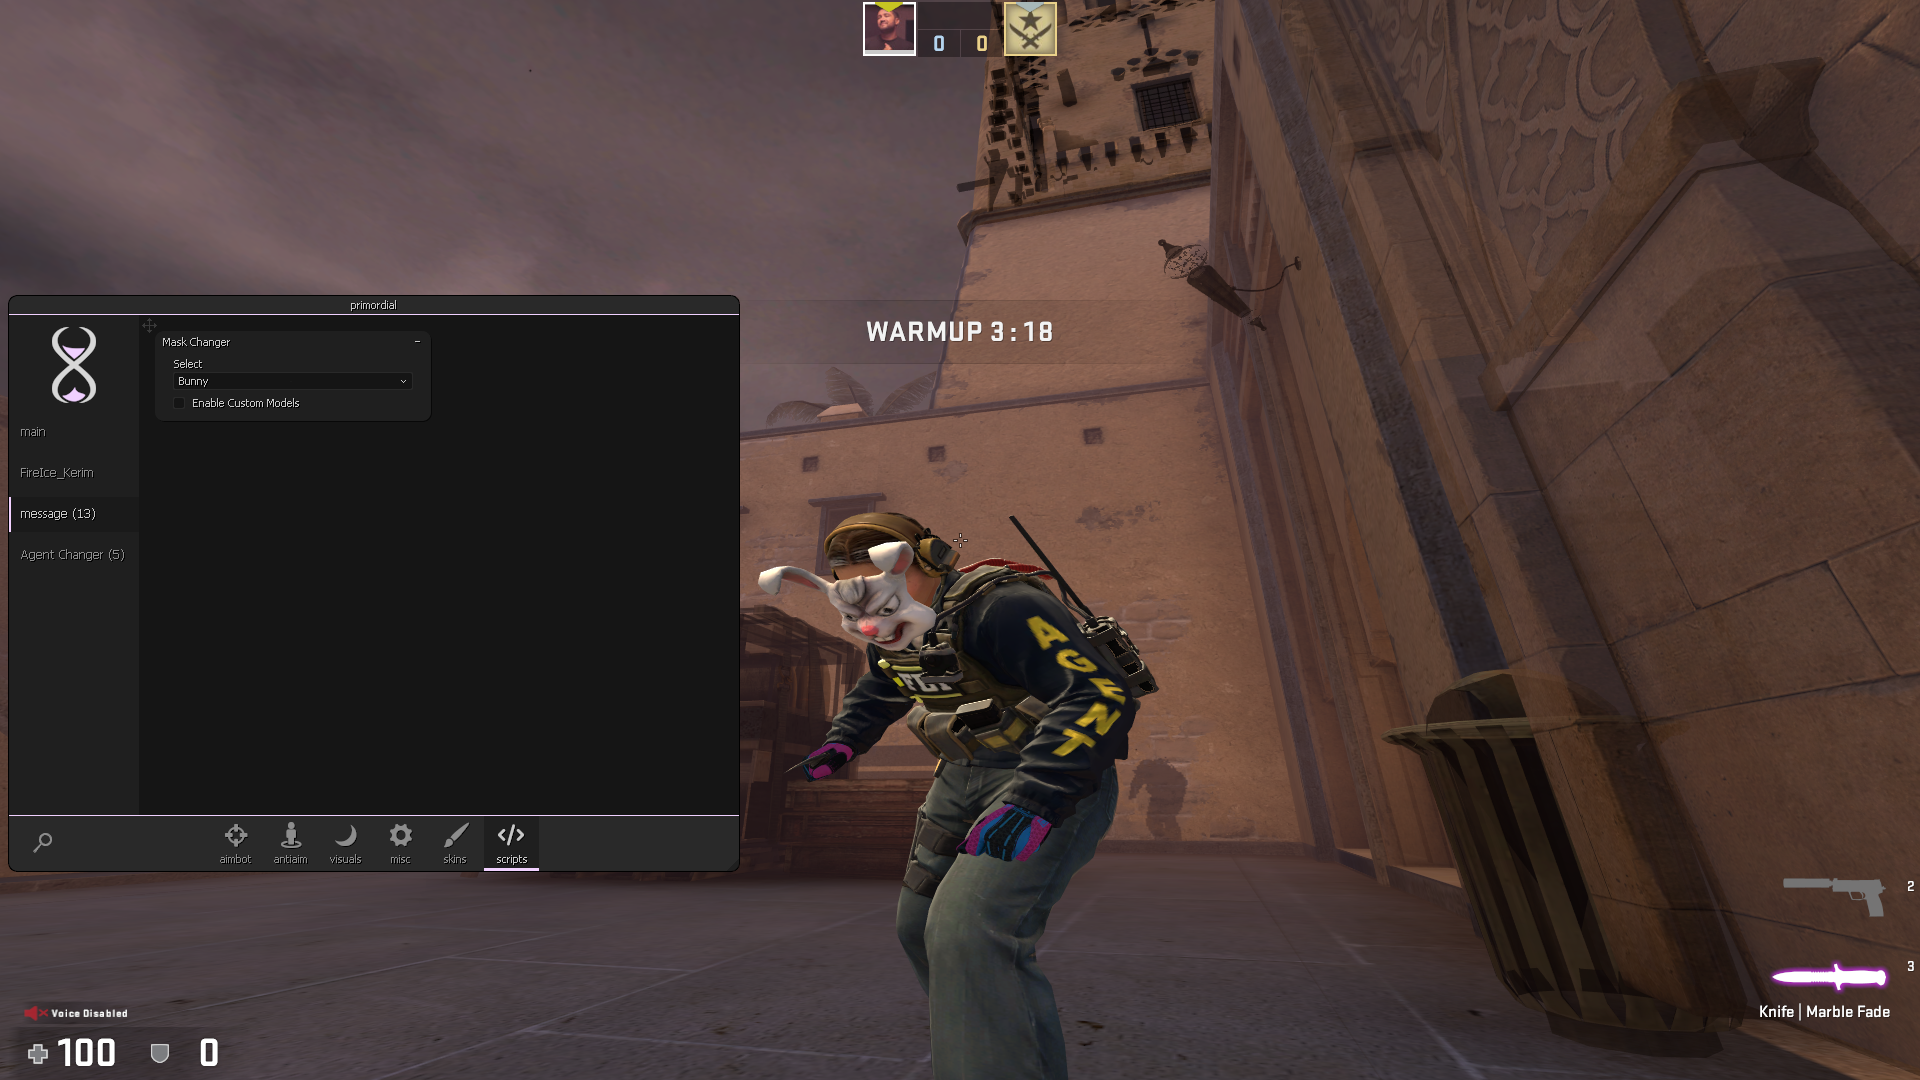 0 0
primordial
WARMUP 3:18
Mask Changer
Select
Bunny
Enable Custom Models
main
FireIce_Kerim
message (13)
Agent Changer (5)
AGENT
aimbot
antiaim
visuals
misc
skins
scripts
2
3
Knife | Marble Fade
Voice Disabled
100
0